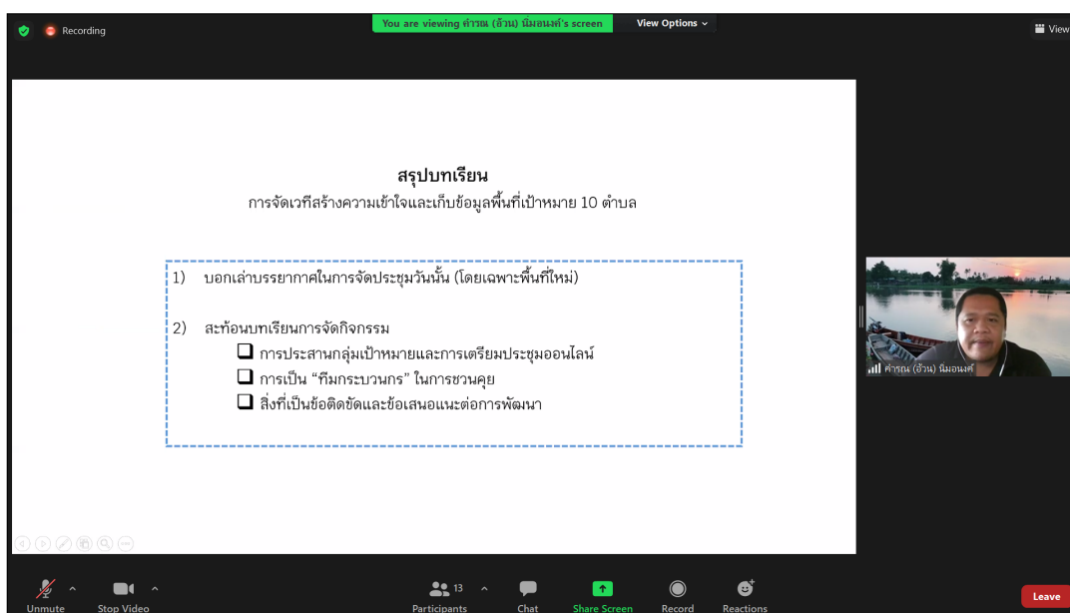 Recording
You are viewing คำรณ (อ้วน) นิ่มอนงค์'s screen
View Options
View
สรุปบทเรียน
การจัดเวทีสร้างความเข้าใจและเก็บข้อมูลพื้นที่เป้าหมาย 10 ตำบล
1) บอกเล่าบรรยากาศในการจัดประชุมวันนั้น (โดยเฉพาะพื้นที่ใหม่)
2) สะท้อนบทเรียนการจัดกิจกรรม
การประสานกลุ่มเป้าหมายและการเตรียมประชุมออนไลน์
การเป็น “ทีมกระบวนกร” ในการชวนคุย
สิ่งที่เป็นข้อติดขัดและข้อเสนอแนะต่อการพัฒนา
คำรณ (อ้วน) นิ่มอนงค์
Unmute
Stop Video
13
Participants
Chat
Share Screen
Record
Reactions
Leave